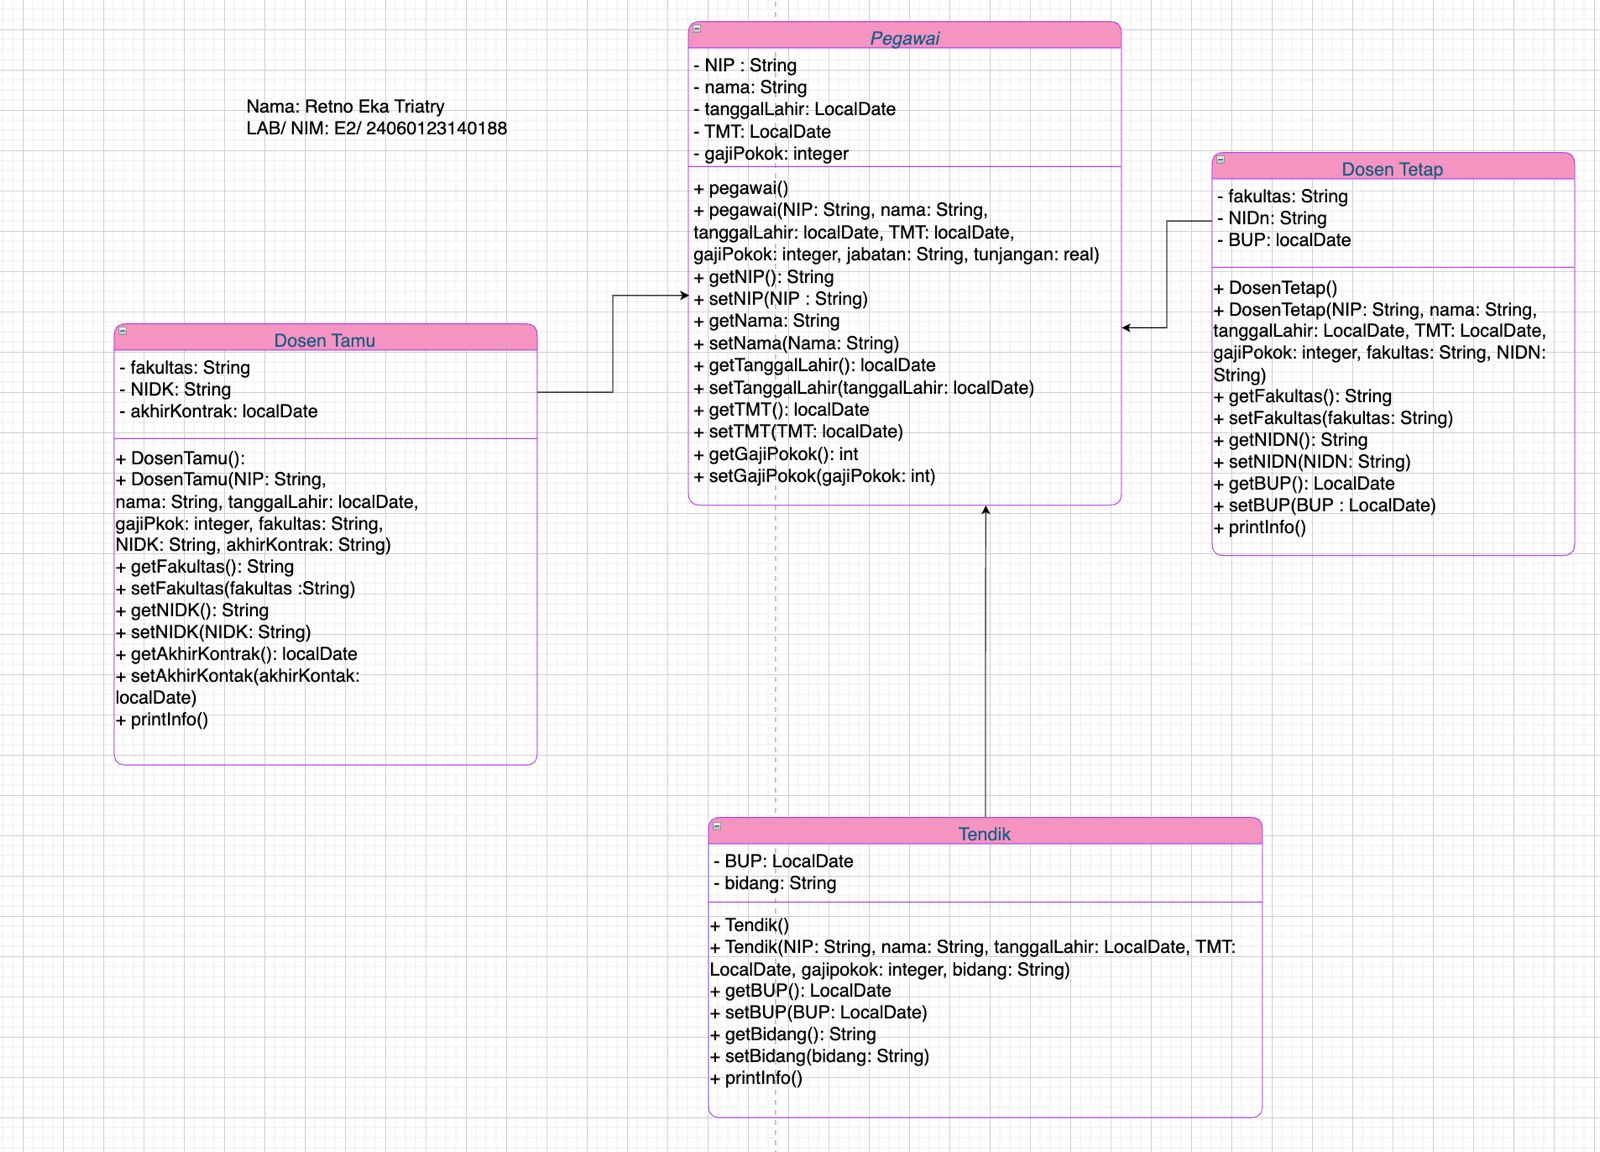 Nama: Retno Eka Triatry
LAB/ NIM: E2/ 24060123140188
Pegawai
- NIP : String
- nama: String
- tanggalLahir: LocalDate
- TMT: LocalDate
- gajiPokok: integer
+ pegawai()
+ pegawai(NIP: String, nama: String,
tanggalLahir: localDate, TMT: localDate,
gajiPokok: integer, jabatan: String, tunjangan: real)
+ getNIP(): String
+ setNIP(NIP : String)
+ getNama: String
+ setNama(Nama: String)
+ getTanggalLahir(): localDate
+ setTanggalLahir(tanggalLahir: localDate)
+ getTMT(): localDate
+ setTMT(TMT: localDate)
+ getGajiPokok(): int
+ setGajiPokok(gajiPokok: int)
Dosen Tetap
- fakultas: String
- NIDn: String
- BUP: localDate
+ DosenTetap()
+ DosenTetap(NIP: String, nama: String,
tanggalLahir: LocalDate, TMT: LocalDate,
gajiPokok: integer, fakultas: String, NIDN:
String)
+ getFakultas(): String
+ setFakultas(fakultas: String)
+ getNIDN(): String
+ setNIDN(NIDN: String)
+ getBUP(): LocalDate
+ setBUP(BUP : LocalDate)
+ printInfo()
Dosen Tamu
- fakultas: String
- NIDK: String
- akhirKontrak: localDate
+ DosenTamu():
+ DosenTamu(NIP: String,
nama: String, tanggalLahir: localDate,
gajiPkok: integer, fakultas: String,
NIDK: String, akhirKontrak: String)
+ getFakultas(): String
+ setFakultas(fakultas :String)
+ getNIDK(): String
+ setNIDK(NIDK: String)
+ getAkhirKontrak(): localDate
+ setAkhirKontak(akhirKontak:
localDate)
+ printInfo()
Tendik
- BUP: LocalDate
- bidang: String
+ Tendik()
+ Tendik(NIP: String, nama: String, tanggalLahir: LocalDate, TMT:
LocalDate, gajipokok: integer, bidang: String)
+ getBUP(): LocalDate
+ setBUP(BUP: LocalDate)
+ getBidang(): String
+ setBidang(bidang: String)
+ printInfo()